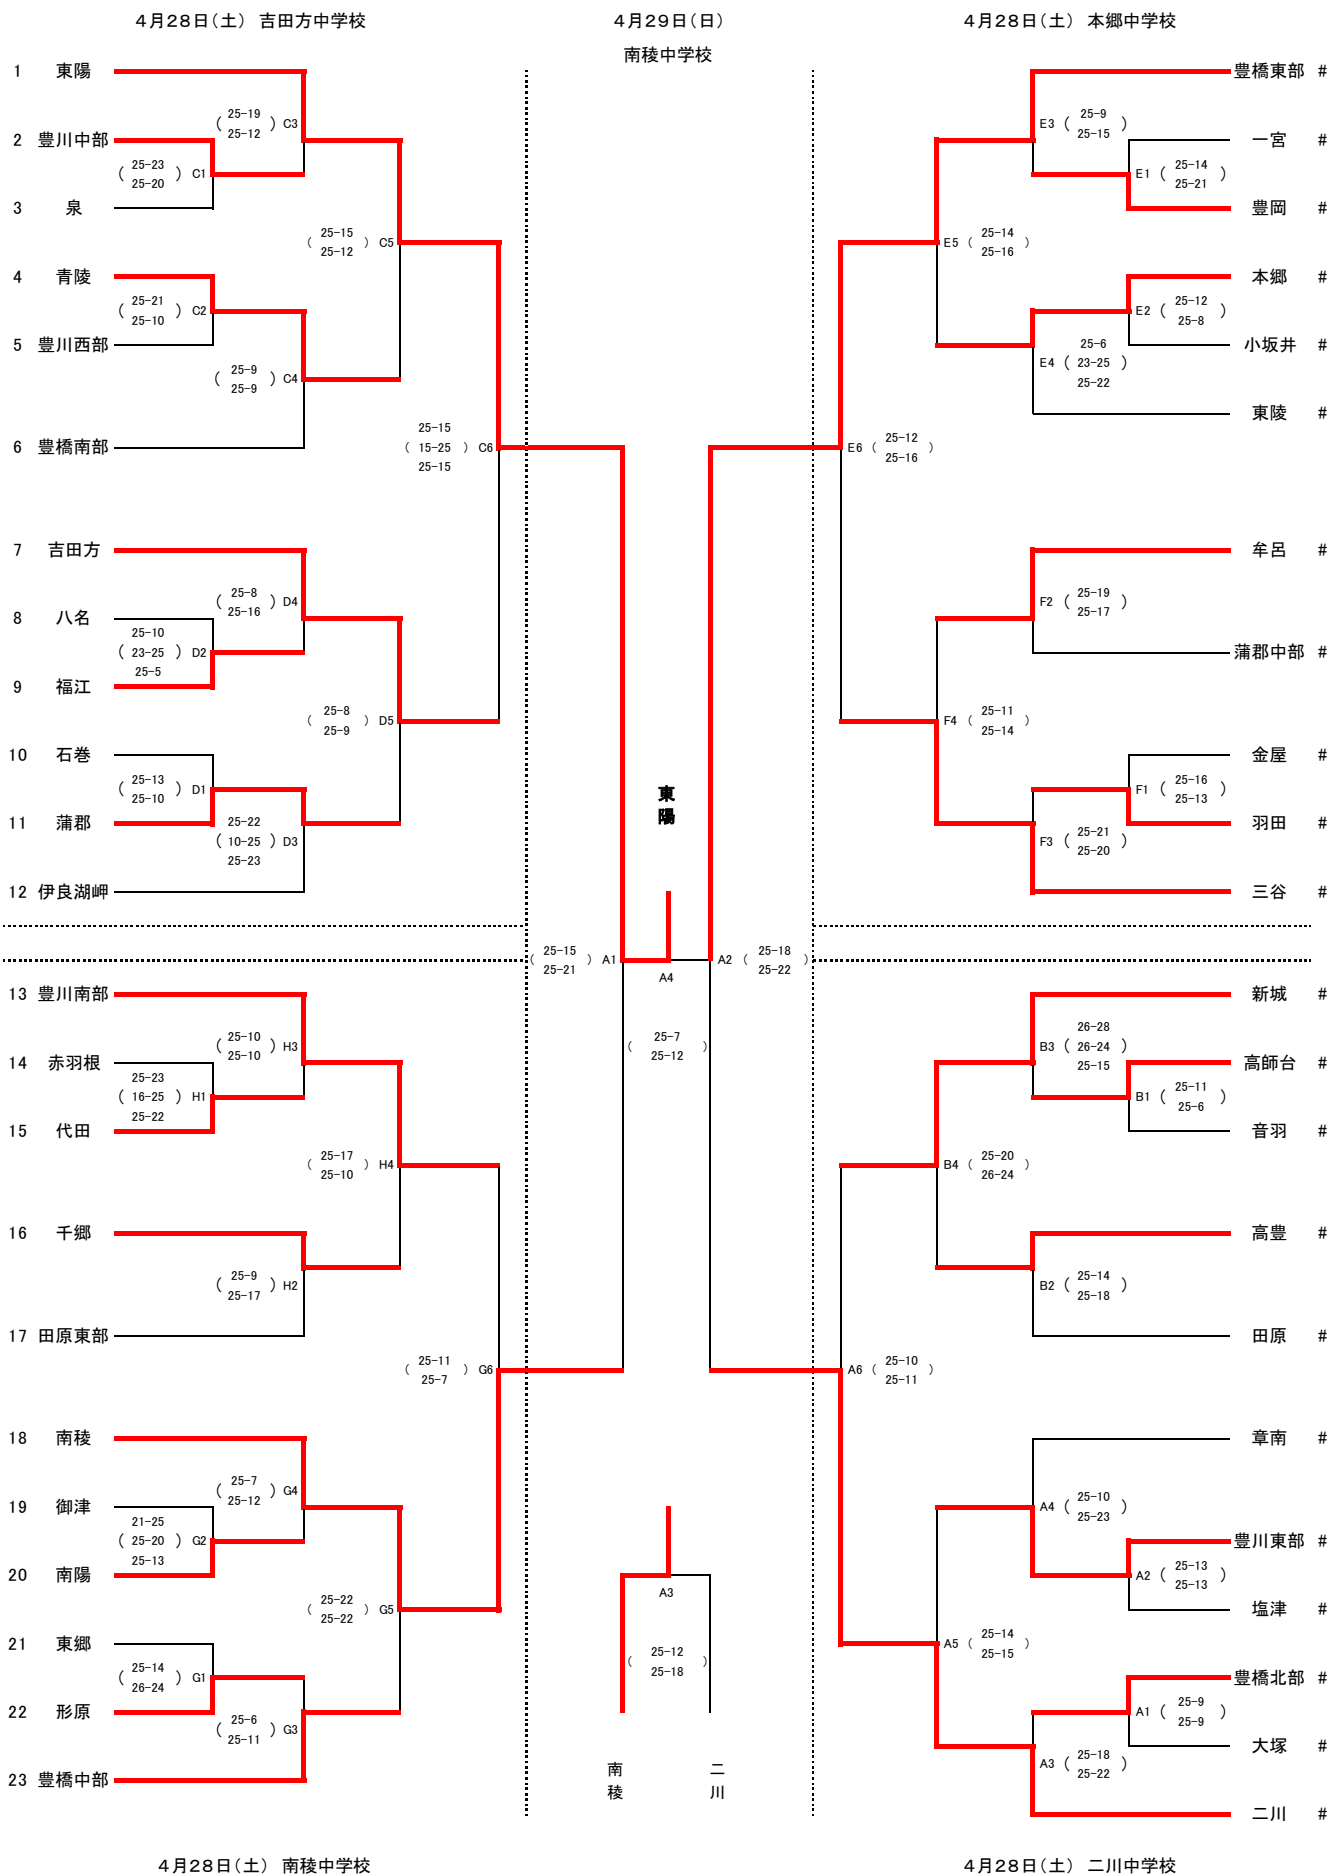 4月28日(土) 吉田方中学校
4月29日(日)
南稜中学校
4月28日(土) 本郷中学校
1 東陽
2 豊川中部
3 泉
4 青陵
5 豊川西部
6 豊橋南部
7 吉田方
8 八名
9 福江
10 石巻
11 蒲郡
12 伊良湖岬
( 25-19 25-12 ) C3
( 25-23 25-20 ) C1
( 25-15 25-12 ) C5
( 25-21 25-10 ) C2
( 25-9 25-9 ) C4
( 25-15 15-25 25-15 ) C6
( 25-8 25-16 ) D4
( 25-10 23-25 25-5 ) D2
( 25-8 25-9 ) D5
( 25-13 25-10 ) D1
( 25-22 10-25 25-23 ) D3
豊橋東部 #
一宮 #
豊岡 #
本郷 #
小坂井 #
東陵 #
牟呂 #
蒲郡中部 #
金屋 #
羽田 #
三谷 #
E3 ( 25-9 25-15 )
E1 ( 25-14 25-21 )
E5 ( 25-14 25-16 )
E2 ( 25-12 25-8 )
E4 ( 25-6 23-25 25-22 )
E6 ( 25-12 25-16 )
F2 ( 25-19 25-17 )
F4 ( 25-11 25-14 )
F1 ( 25-16 25-13 )
F3 ( 25-21 25-20 )
東陽
( 25-15 25-21 ) A1
A4
A2 ( 25-18 25-22 )
( 25-7 25-12 )
13 豊川南部
14 赤羽根
15 代田
16 千郷
17 田原東部
18 南稜
19 御津
20 南陽
21 東郷
22 形原
23 豊橋中部
( 25-10 25-10 ) H3
( 25-23 16-25 25-22 ) H1
( 25-17 25-10 ) H4
( 25-9 25-17 ) H2
( 25-11 25-7 ) G6
( 25-7 25-12 ) G4
( 21-25 25-20 25-13 ) G2
( 25-22 25-22 ) G5
( 25-14 26-24 ) G1
( 25-6 25-11 ) G3
新城 #
高師台 #
音羽 #
高豊 #
田原 #
章南 #
豊川東部 #
塩津 #
豊橋北部 #
大塚 #
二川 #
B3 ( 26-28 26-24 25-15 )
B1 ( 25-11 25-6 )
B4 ( 25-20 26-24 )
B2 ( 25-14 25-18 )
A6 ( 25-10 25-11 )
A4 ( 25-10 25-23 )
A2 ( 25-13 25-13 )
A5 ( 25-14 25-15 )
A1 ( 25-9 25-9 )
A3 ( 25-18 25-22 )
A3
( 25-12 25-18 )
南稜
二川
4月28日(土) 南稜中学校
4月28日(土) 二川中学校